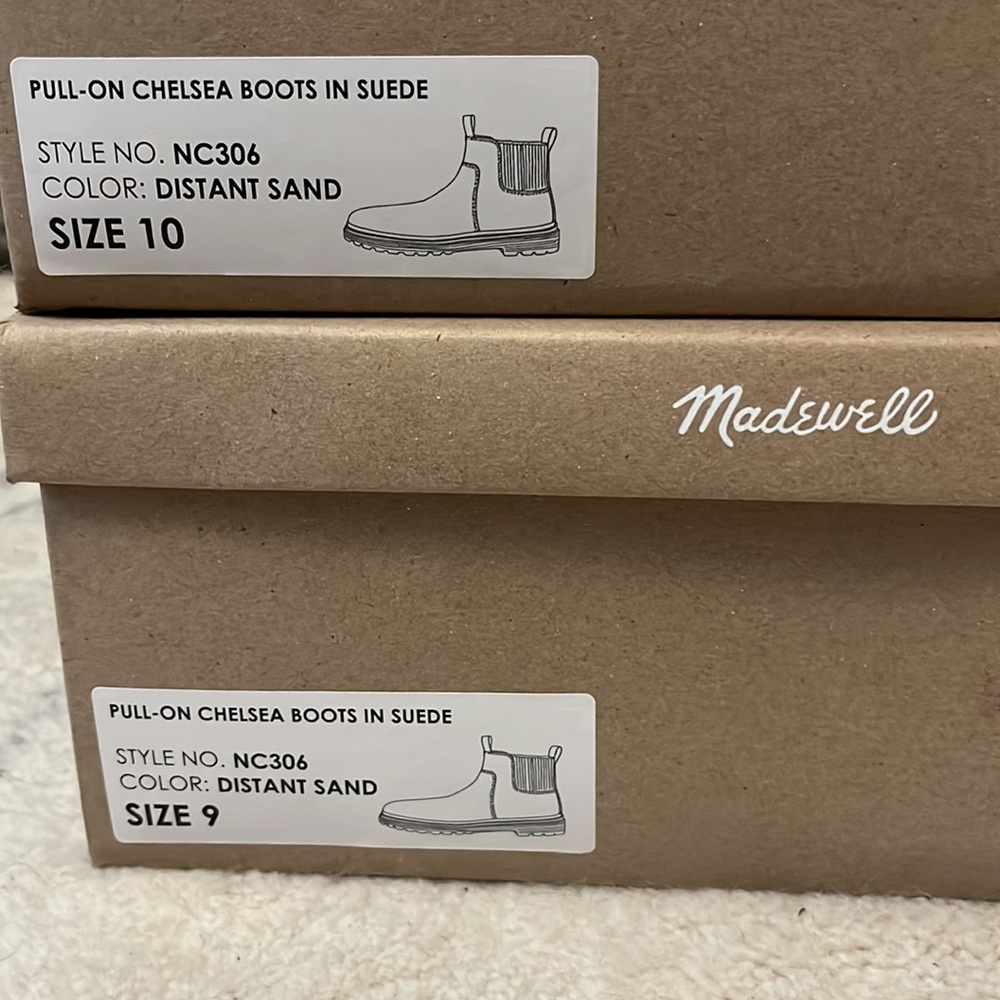 PULL-ON CHELSEA BOOTS IN SUEDE
STYLE NO. NC306
COLOR: DISTANT SAND
SIZE 10
Madewell
PULL-ON CHELSEA BOOTS IN SUEDE
STYLE NO. NC306
COLOR: DISTANT SAND
SIZE 9